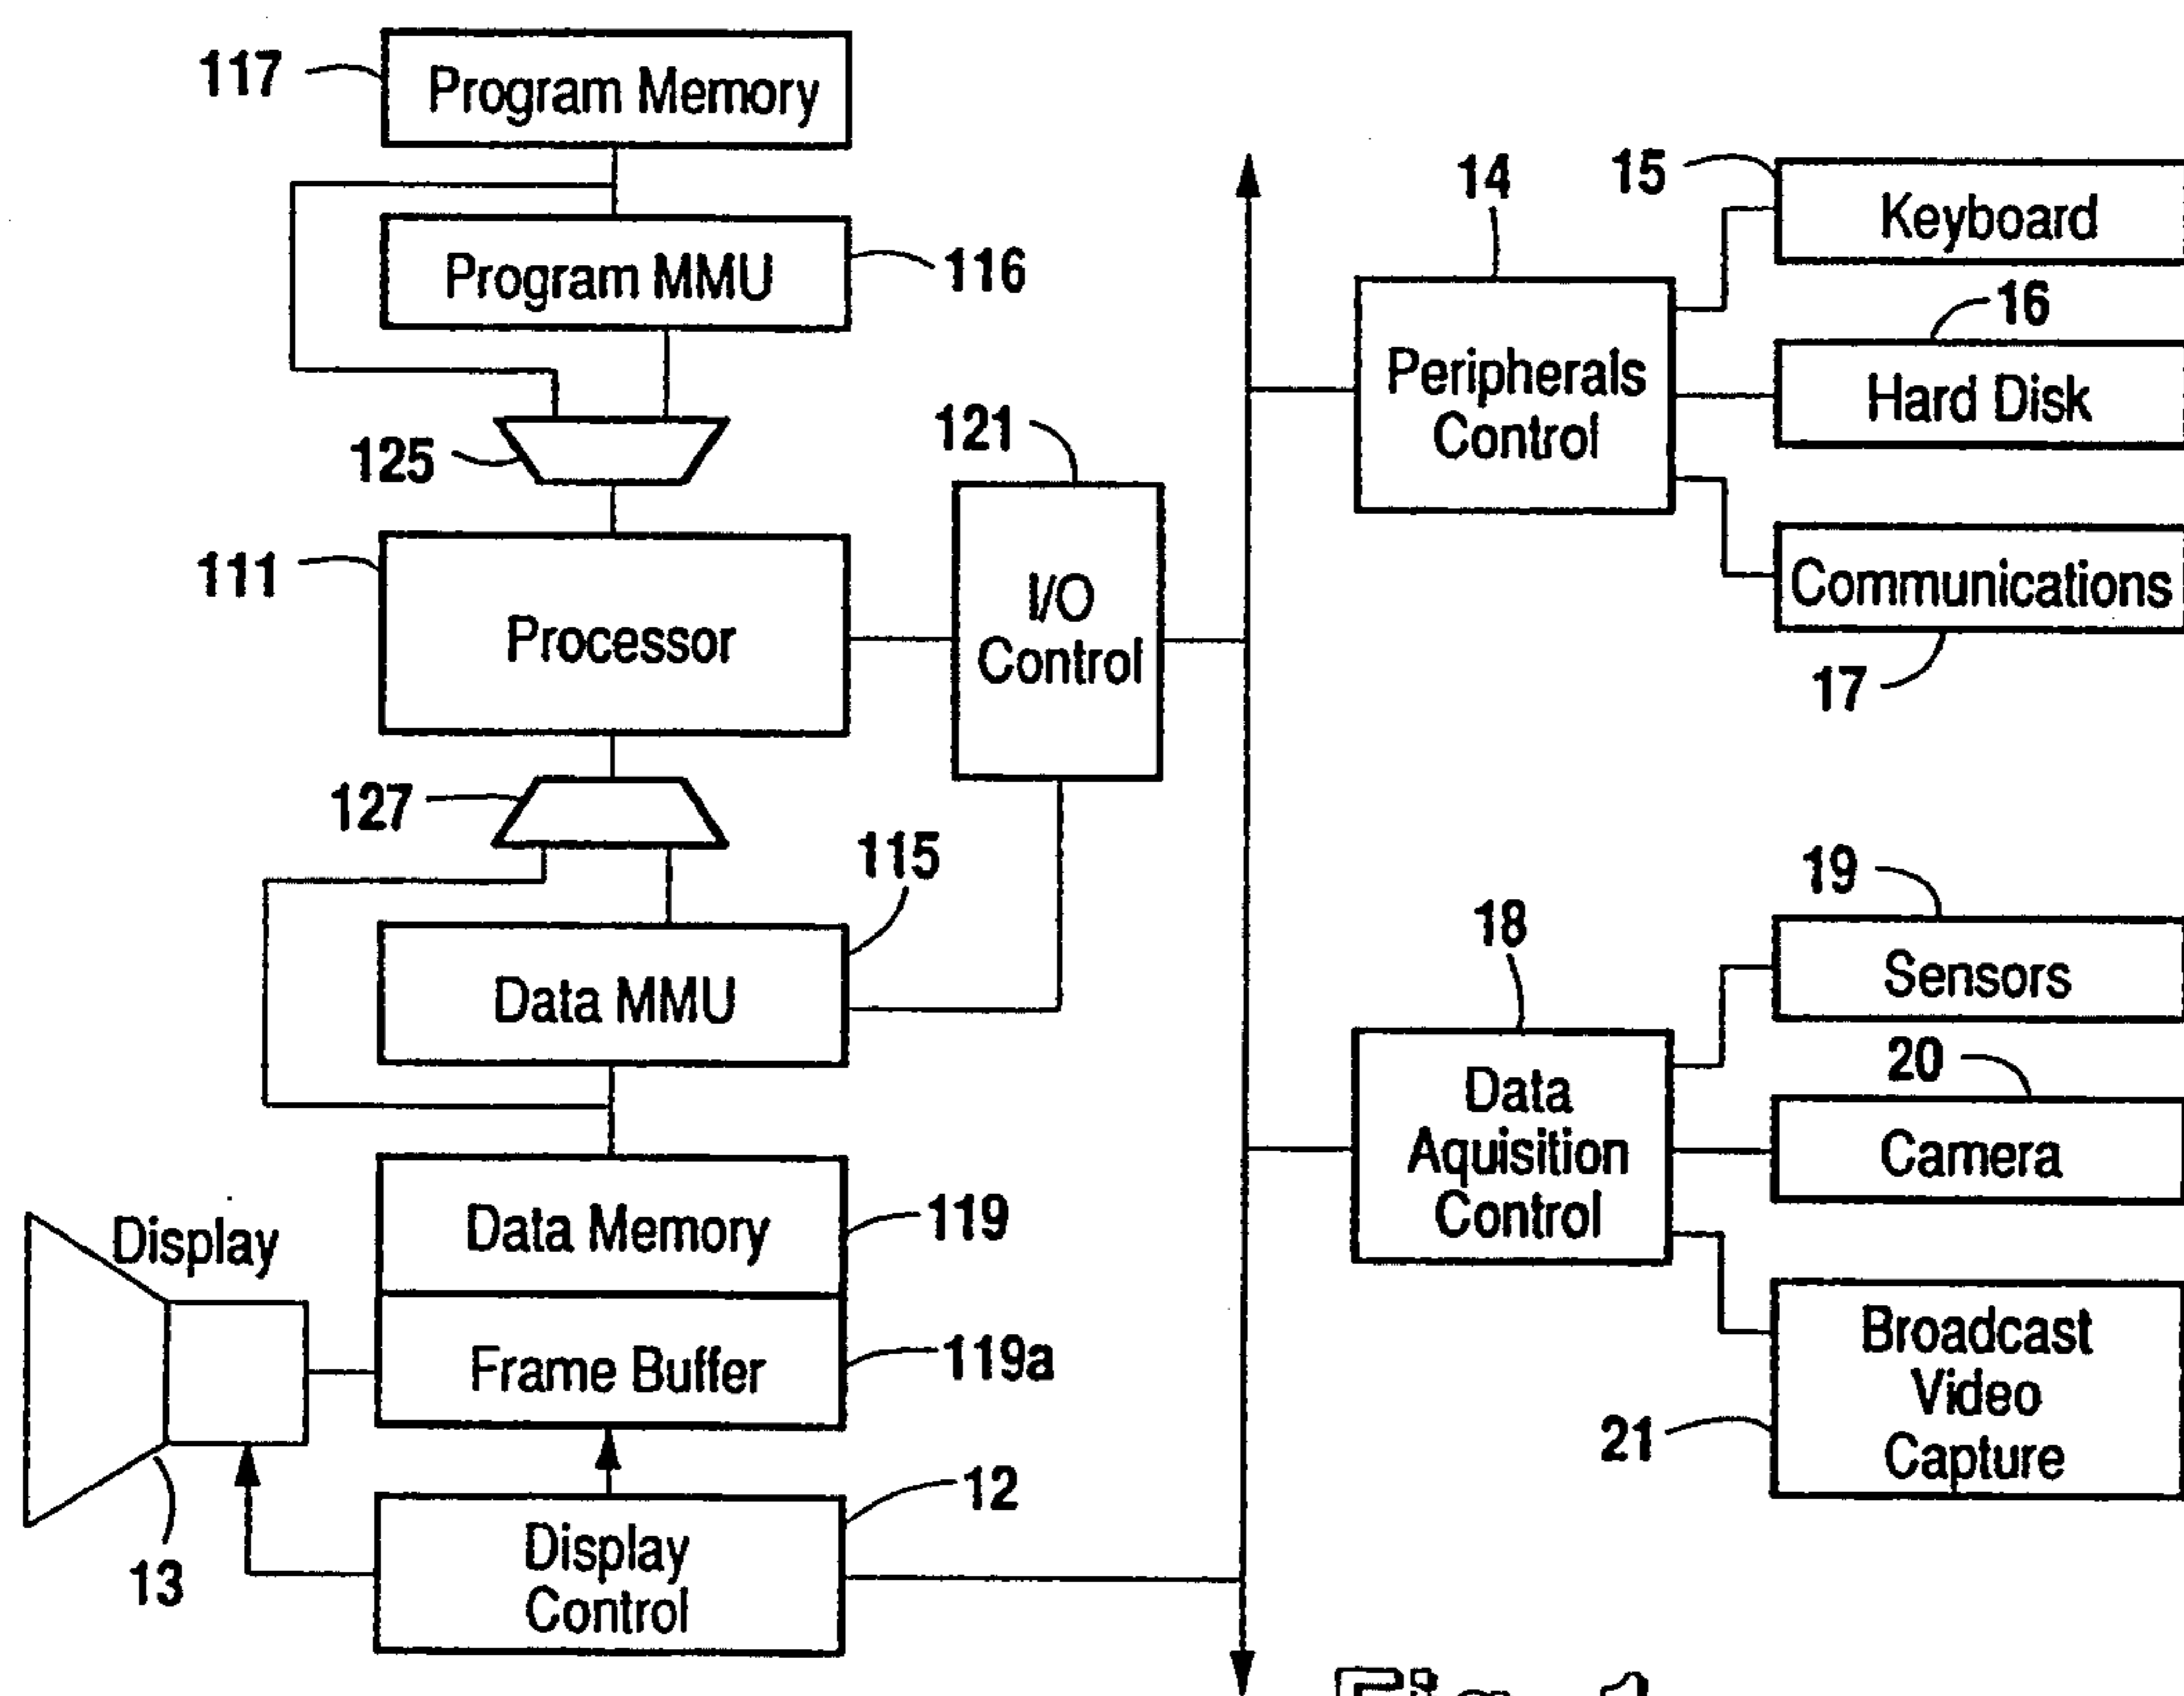 117
Program Memory
Program MMU
116
125
121
111
Processor
I/O
Control
127
115
Data MMU
Display
Data Memory
119
Frame Buffer
119a
13
12
Display
Control
14
Peripherals
Control
15
Keyboard
16
Hard Disk
Communications
17
18
Data
Aquisition
Control
19
Sensors
20
Camera
Broadcast
Video
Capture
21